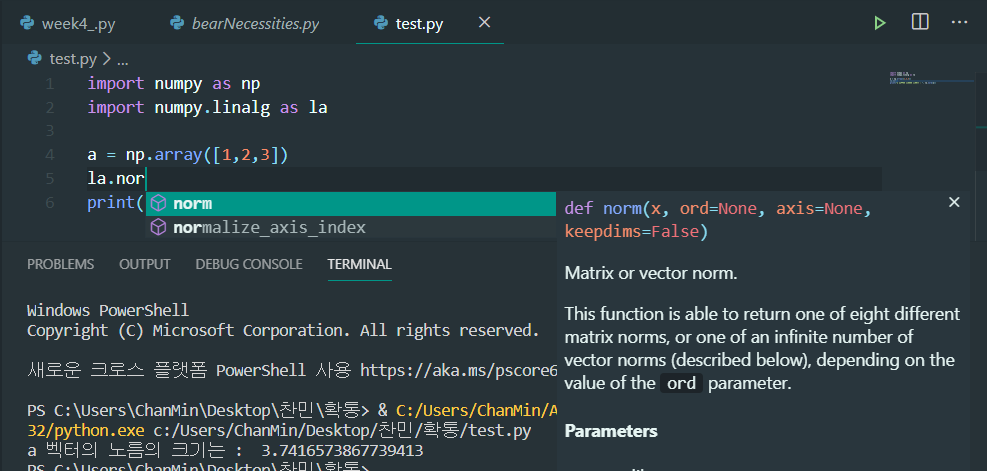 week4_.py bearNecessities.py test.py
test.py > ...
1 import numpy as np
2 import numpy.linalg as la
3
4 a = np.array([1,2,3])
5 la.nor
6 print(
norm
normalize_axis_index
def norm(x, ord=None, axis=None,
keepdims=False)
Matrix or vector norm.
This function is able to return one of eight different
matrix norms, or one of an infinite number of
vector norms (described below), depending on the
value of the ord parameter.
Parameters
PROBLEMS OUTPUT DEBUG CONSOLE TERMINAL
Windows PowerShell
Copyright (C) Microsoft Corporation. All rights reserved.
새로운 크로스 플랫폼 PowerShell 사용 https://aka.ms/pscore6
PS C:\Users\ChanMin\Desktop\찬민\확통> & C:/Users/ChanMin/A
32/python.exe c:/Users/ChanMin/Desktop/찬민/확통/test.py
a 벡터의 노름의 크기는 : 3.7416573867739413
PS C:\Users\ChanMin\Desktop\찬민\확통>